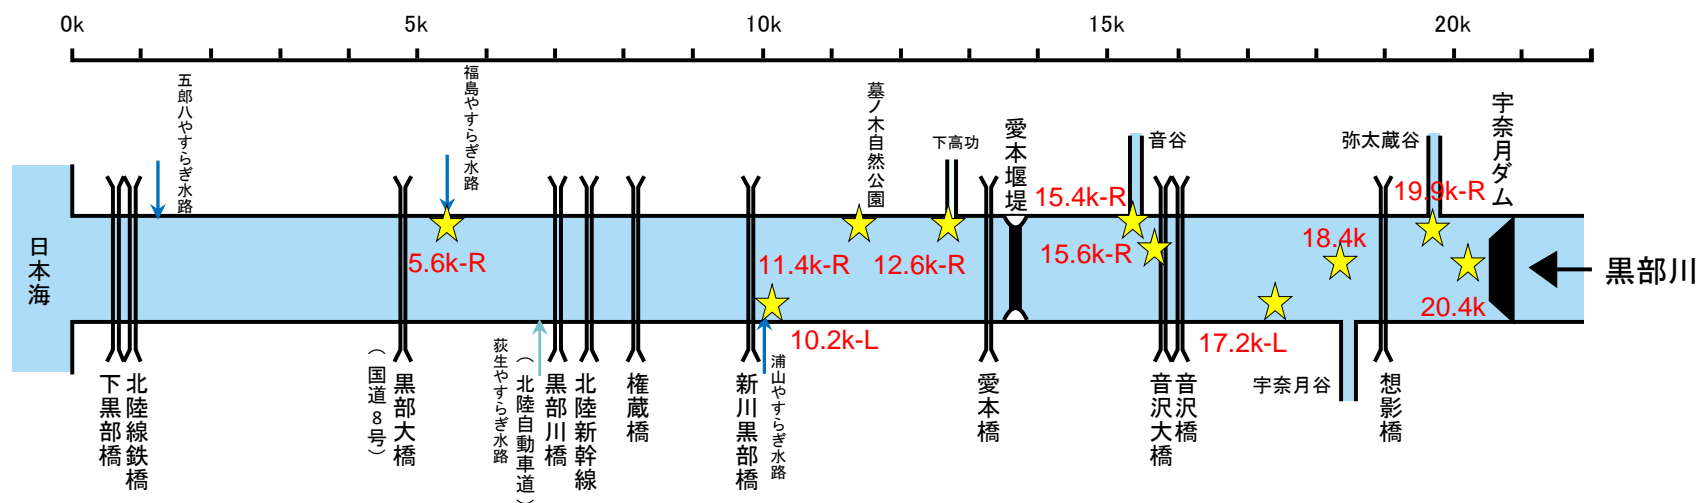 0k
5k
10k
15k
20k
五郎八やすらぎ水路
福島やすらぎ水路
墓ノ木自然公園
下高功
愛本堰堤
音谷
弥太蔵谷
宇奈月ダム
日本海
5.6k-R
11.4k-R
12.6k-R
15.4k-R
15.6k-R
18.4k
19.9k-R
20.4k
10.2k-L
17.2k-L
黒部川
下黒部橋
北陸線鉄橋
黒部大橋
(国道8号)
荻生やすらぎ水路
黒部川橋
(北陸自動車道)
北陸新幹線
権蔵橋
新川黒部橋
浦山やすらぎ水路
愛本橋
音沢大橋
音沢橋
宇奈月谷
想影橋